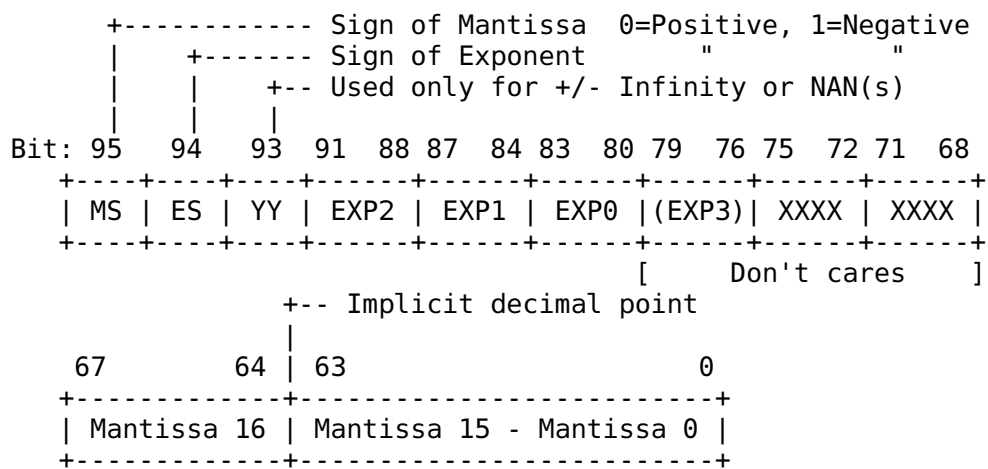 +------------ Sign of Mantissa  0=Positive, 1=Negative
|    +------- Sign of Exponent       "           "
|    |    +-- Used only for +/- Infinity or NAN(s)
|    |    |
Bit: 95   94   93  91   88 87   84 83   80 79   76 75   72 71   68
+----+----+----+------+------+------+------+------+------+
| MS | ES | YY | EXP2 | EXP1 | EXP0 |(EXP3)| XXXX | XXXX |
+----+----+----+------+------+------+------+------+------+
[     Don't cares    ]
+-- Implicit decimal point
|
67        64 | 63                        0
+-------------+--------------------------+
| Mantissa 16 | Mantissa 15 - Mantissa 0 |
+-------------+--------------------------+